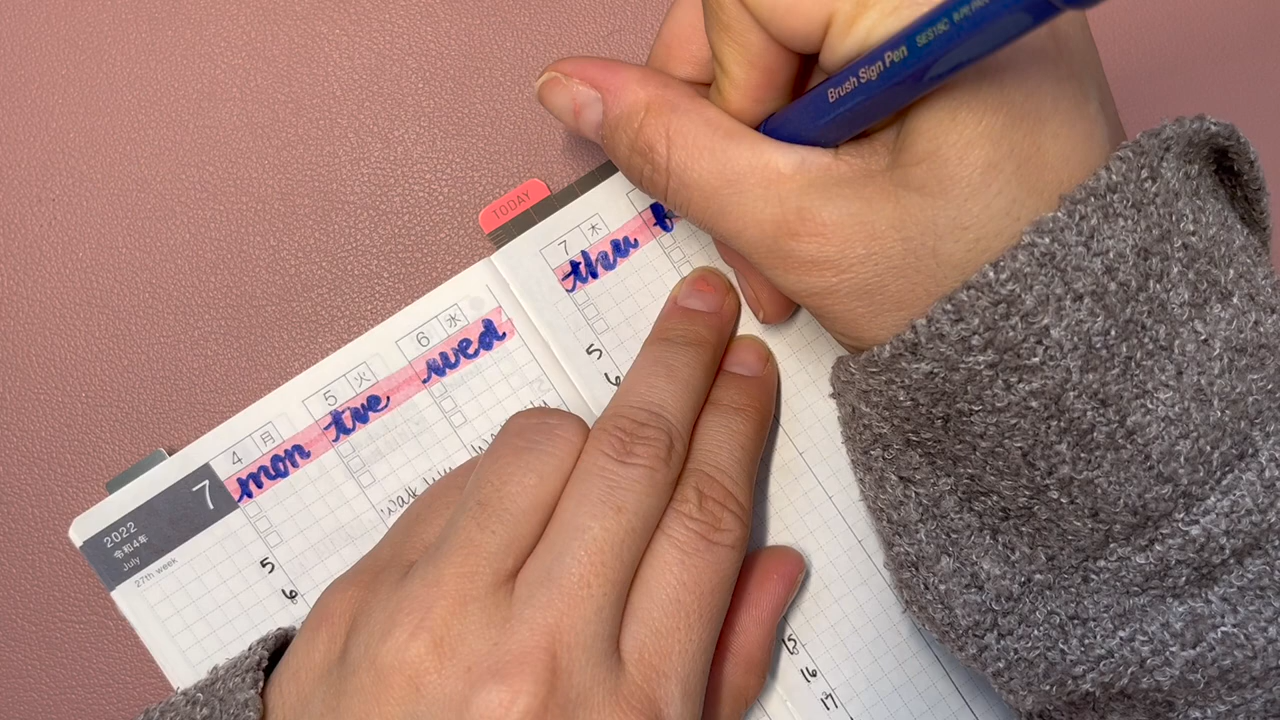 Brush Sign Pen SES15C
TODAY
7 木
thu
6 水
wed
5 火
tue
4 月
mon
7
2022
令和4年
July
27th week
5
6
5
6
15
16
17